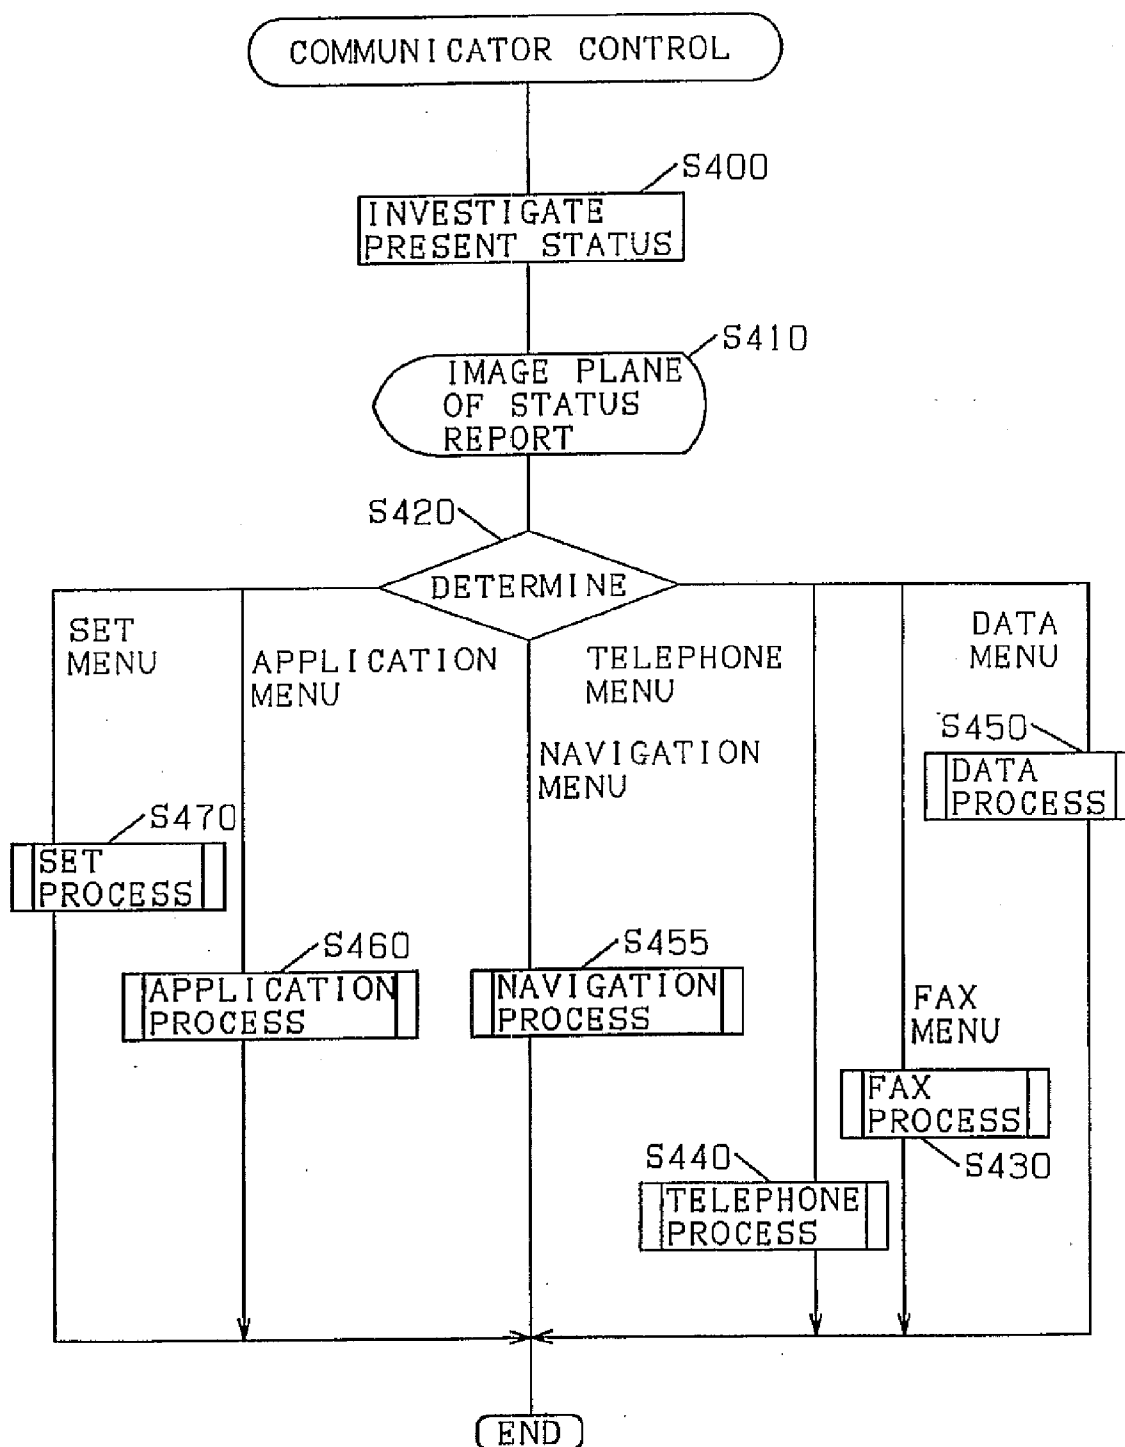 COMMUNICATOR CONTROL
S400
INVESTIGATE
PRESENT STATUS
S410
IMAGE PLANE
OF STATUS
REPORT
S420
DETERMINE
SET
MENU
APPLICATION
MENU
TELEPHONE
MENU
DATA
MENU
NAVIGATION
MENU
S450
DATA
PROCESS
S470
SET
PROCESS
S460
APPLICATION
PROCESS
S455
NAVIGATION
PROCESS
FAX
MENU
FAX
PROCESS
S430
S440
TELEPHONE
PROCESS
END